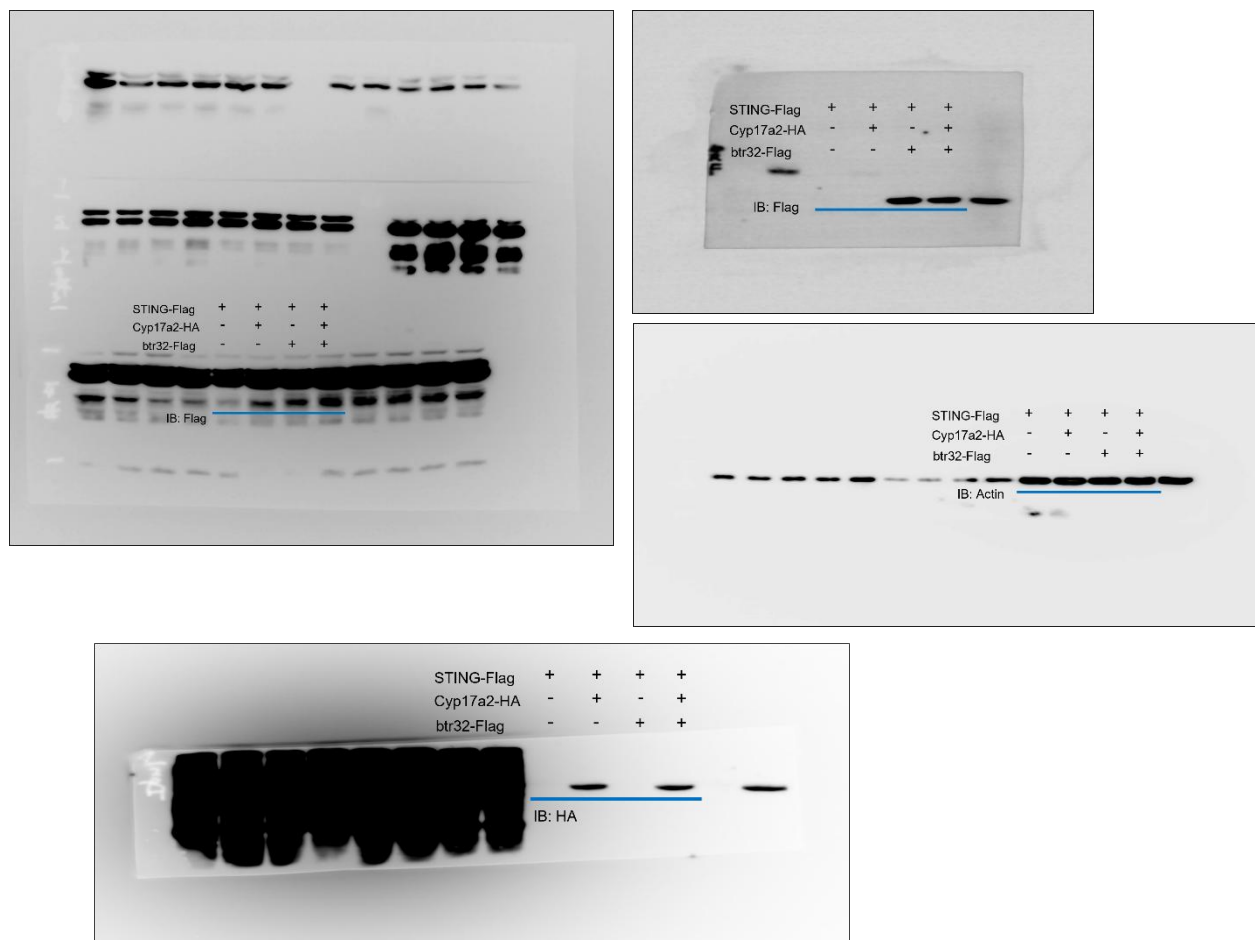 STING-Flag + + + +
Cyp17a2-HA - + - +
btr32-Flag - - + +
IB: Flag
STING-Flag + + + +
Cyp17a2-HA - + - +
btr32-Flag - - + +
IB: Flag
STING-Flag + + + +
Cyp17a2-HA - + - +
btr32-Flag - - + +
IB: Actin
STING-Flag + + + +
Cyp17a2-HA - + - +
btr32-Flag - - + +
IB: HA